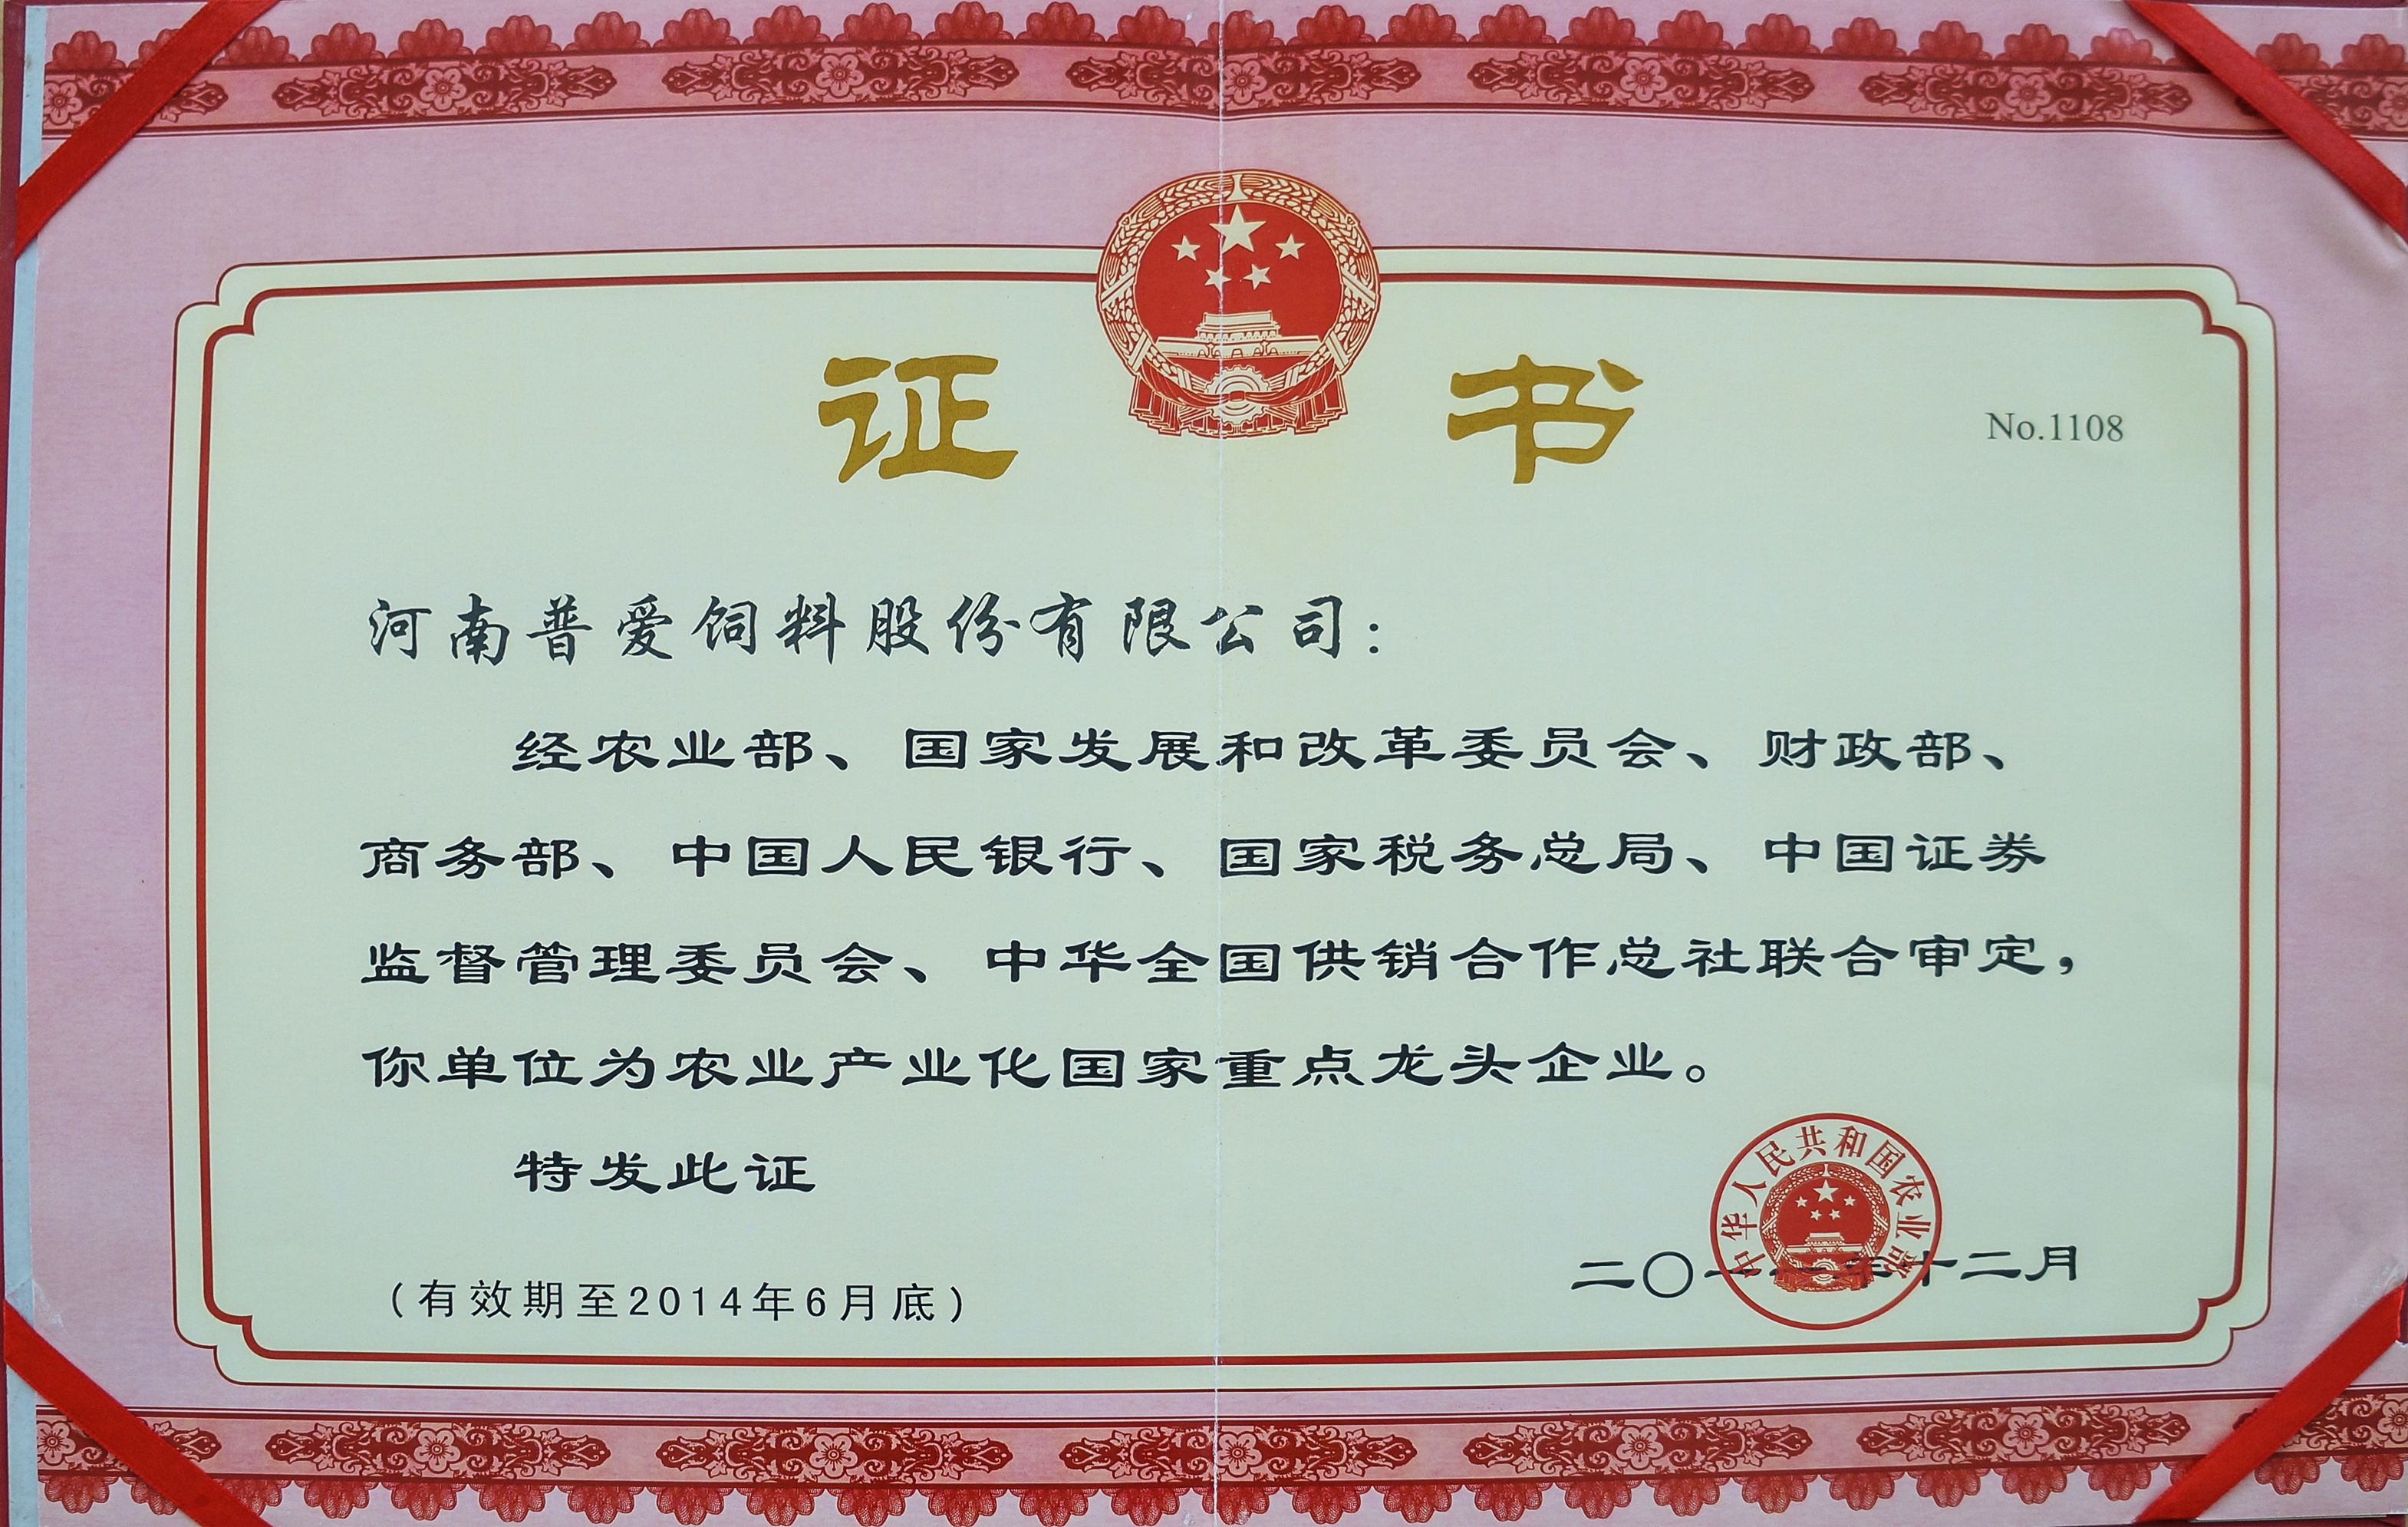 证 书
No.1108
河南普爱饲料股份有限公司：
经农业部、国家发展和改革委员会、财政部、
商务部、中国人民银行、国家税务总局、中国证券
监督管理委员会、中华全国供销合作总社联合审定，
你单位为农业产业化国家重点龙头企业。
特发此证
中华人民共和国农业部
二〇一一年十二月
（有效期至2014年6月底）